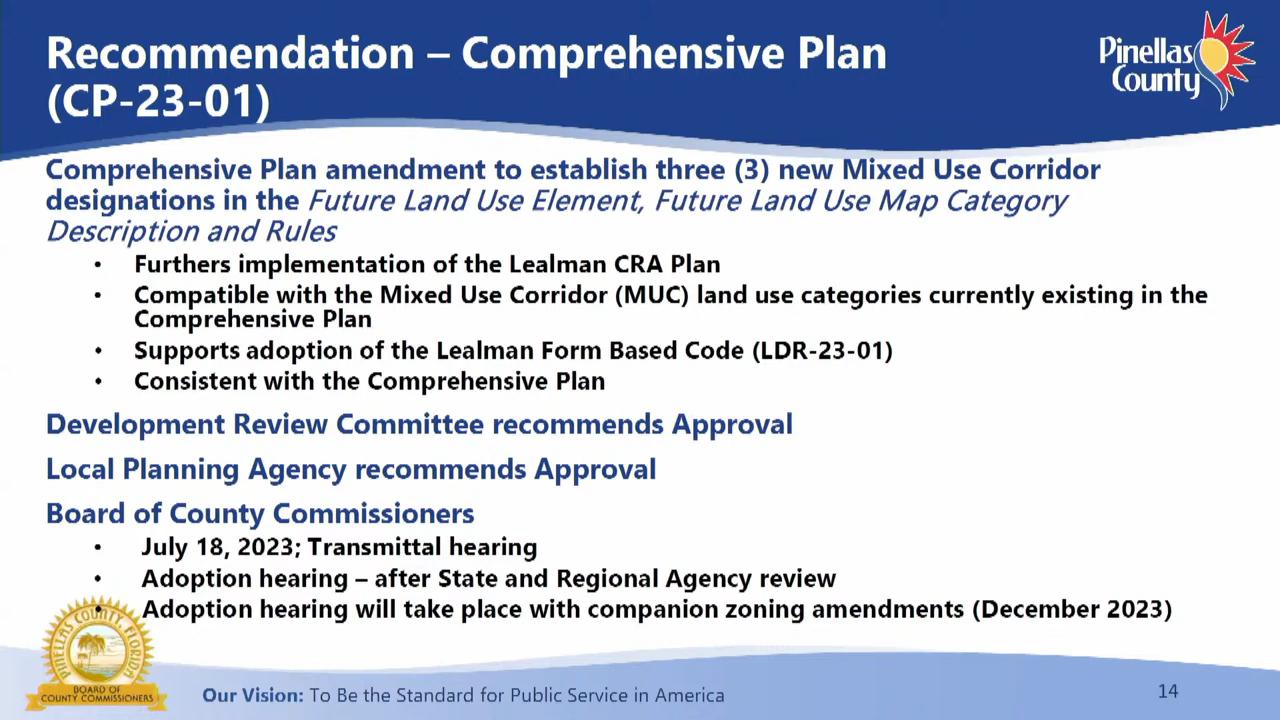 Recommendation – Comprehensive Plan
(CP-23-01)
Pinellas
County
Comprehensive Plan amendment to establish three (3) new Mixed Use Corridor
designations in the Future Land Use Element, Future Land Use Map Category
Description and Rules
• Furthers implementation of the Lealman CRA Plan
• Compatible with the Mixed Use Corridor (MUC) land use categories currently existing in the
Comprehensive Plan
• Supports adoption of the Lealman Form Based Code (LDR-23-01)
• Consistent with the Comprehensive Plan
Development Review Committee recommends Approval
Local Planning Agency recommends Approval
Board of County Commissioners
• July 18, 2023; Transmittal hearing
• Adoption hearing – after State and Regional Agency review
• Adoption hearing will take place with companion zoning amendments (December 2023)
PINELLAS COUNTY, FLORIDA
BOARD OF
COUNTY COMMISSIONERS
Our Vision: To Be the Standard for Public Service in America
14